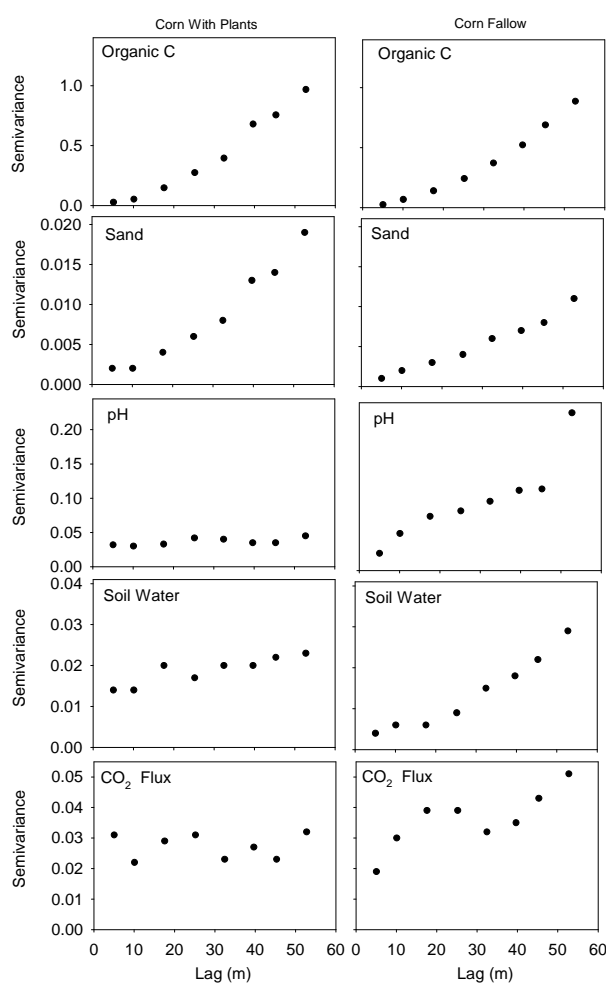 Corn With Plants
Corn Fallow
Organic C
Organic C
Semivariance
1.0
0.5
0.0
Sand
Sand
Semivariance
0.020
0.015
0.010
0.005
0.000
pH
pH
Semivariance
0.20
0.15
0.10
0.05
0.00
Soil Water
Soil Water
Semivariance
0.04
0.03
0.02
0.01
0.00
CO2 Flux
CO2 Flux
Semivariance
0.05
0.04
0.03
0.02
0.01
0.00
0 10 20 30 40 50 60
0 10 20 30 40 50 60
Lag (m)
Lag (m)